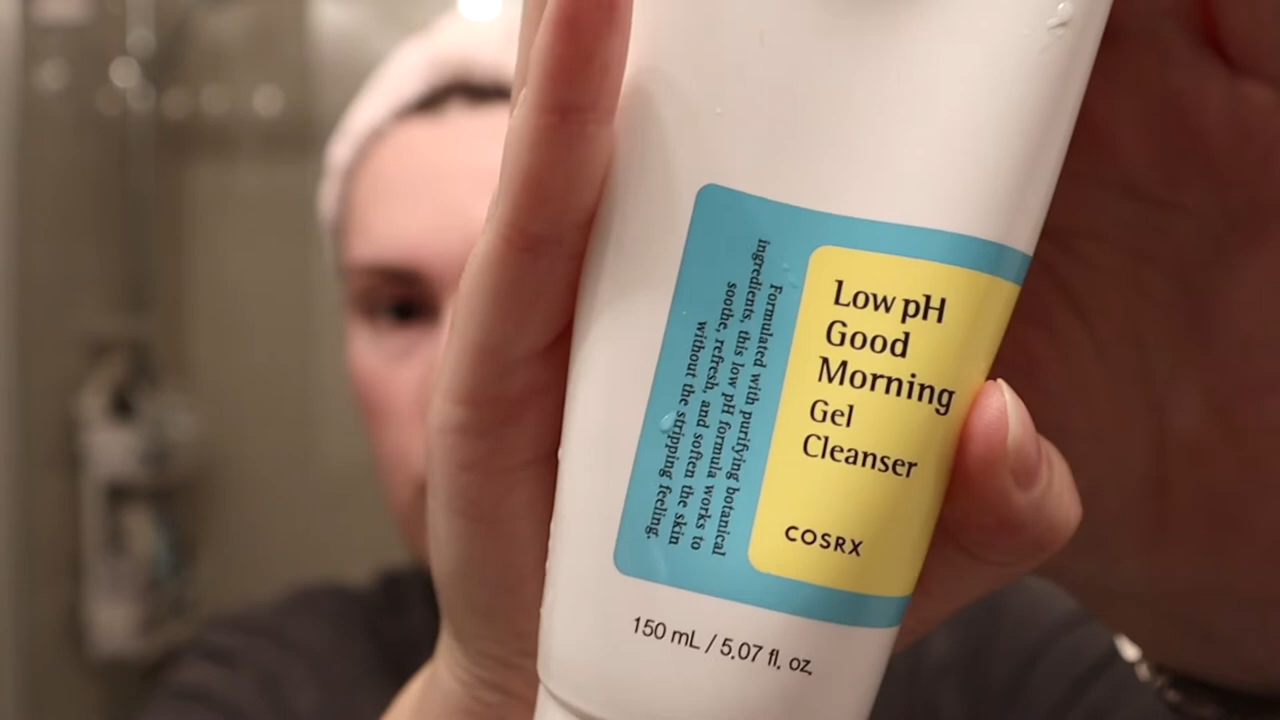 Low pH
Good
Morning
Gel
Cleanser
COSRX
Formulated with purifying botanical
ingredients, this low pH formula works to
soothe, refresh, and soften the skin
without the stripping feeling.
150 mL / 5.07 fl. oz.